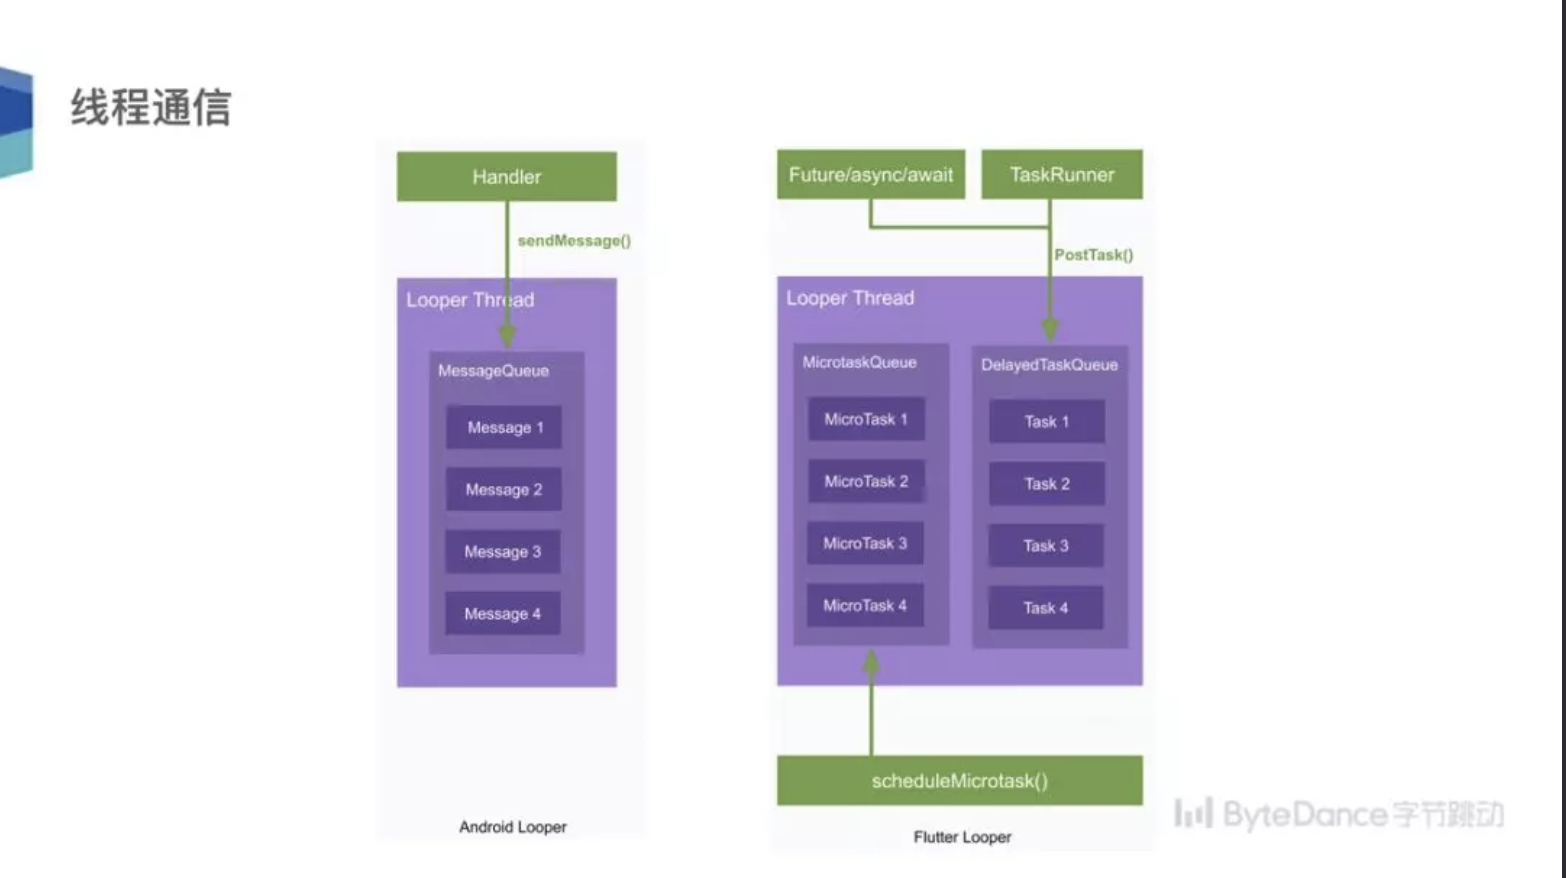 线程通信
Handler
sendMessage()
Looper Thread
MessageQueue
Message 1
Message 2
Message 3
Message 4
Android Looper
Future/async/await
TaskRunner
PostTask()
Looper Thread
MicrotaskQueue
MicroTask 1
MicroTask 2
MicroTask 3
MicroTask 4
DelayedTaskQueue
Task 1
Task 2
Task 3
Task 4
scheduleMicrotask()
Flutter Looper
ByteDance字节跳动